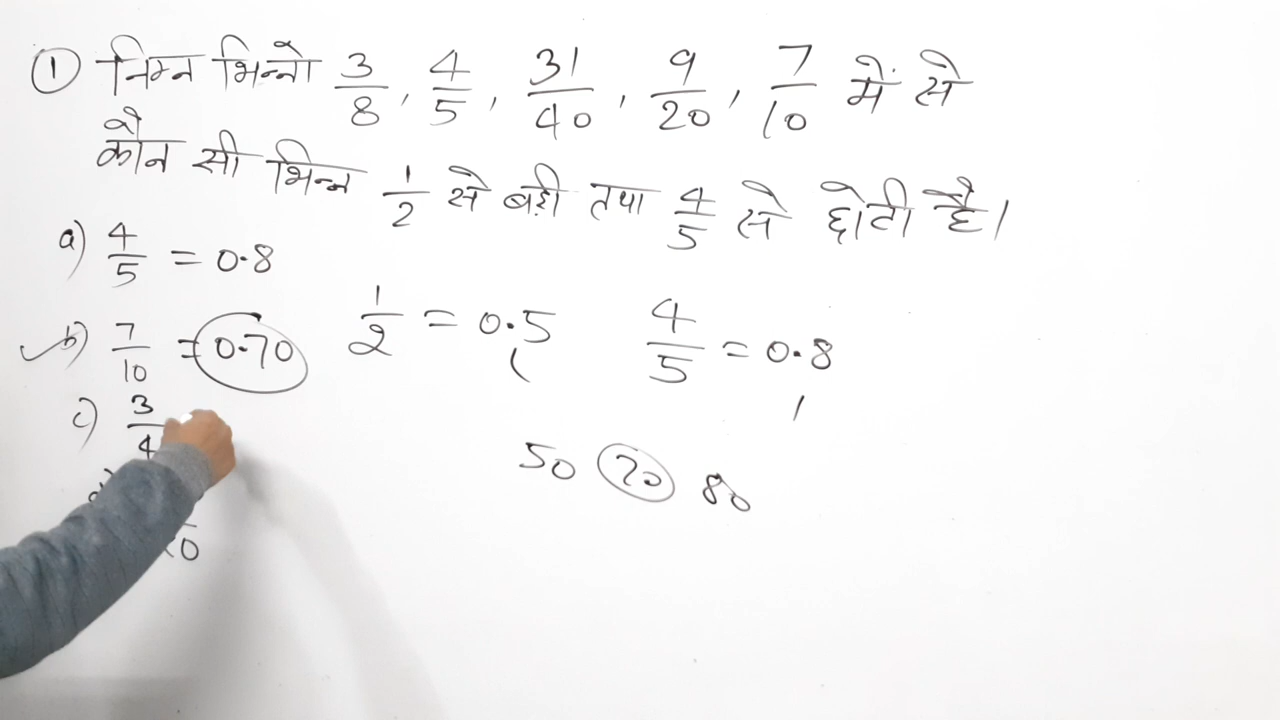 ① निम्न भिन्नो 3/8, 4/5, 31/40, 9/20, 7/10 में से
कौन सी भिन्न 1/2 से बड़ी तथा 4/5 से छोटी है।
a) 4/5 = 0.8
b) 7/10 = 0.70
1/2 = 0.5
4/5 = 0.8
c) 3/4
50 70 80